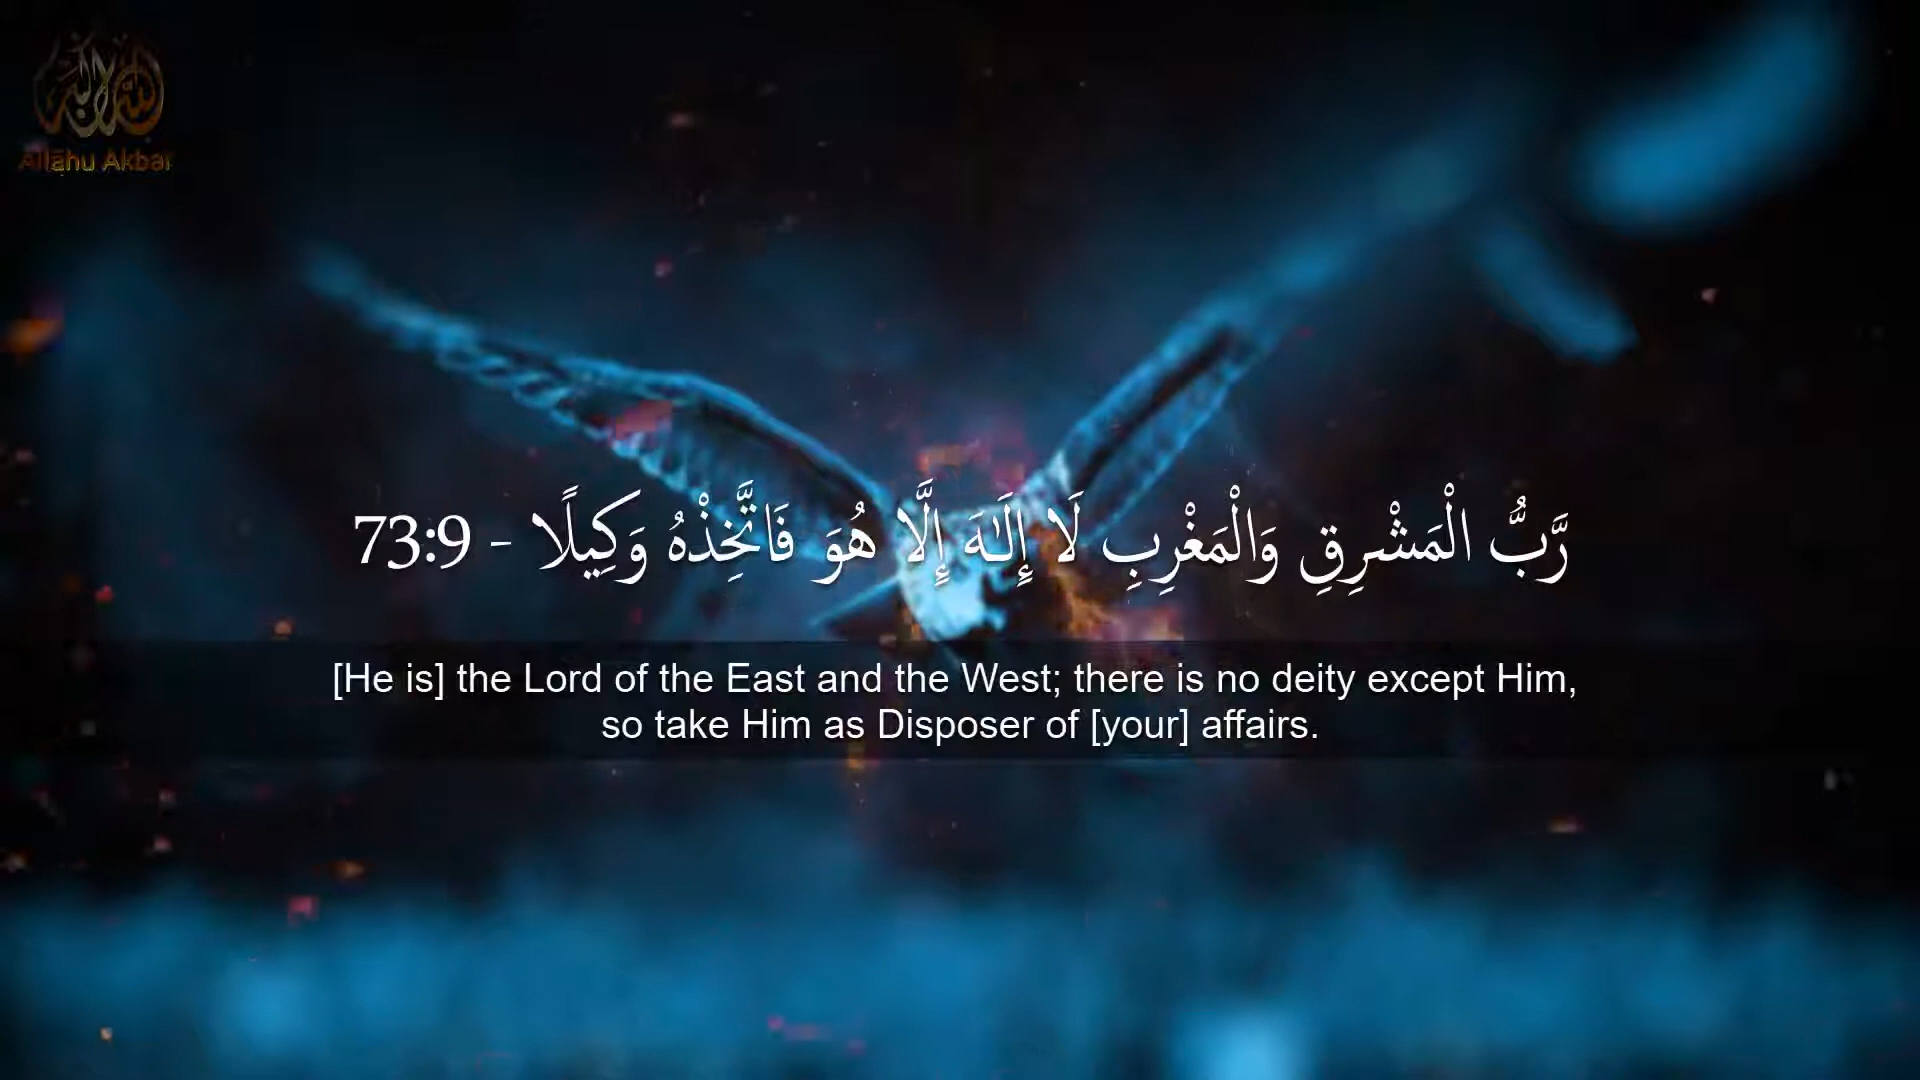 Allāhu Akbar
رَّبُّ الْمَشْرِقِ وَالْمَغْرِبِ لَا إِلَـٰهَ إِلَّا هُوَ فَاتَّخِذْهُ وَكِيلًا - 73:9
[He is] the Lord of the East and the West; there is no deity except Him,
so take Him as Disposer of [your] affairs.